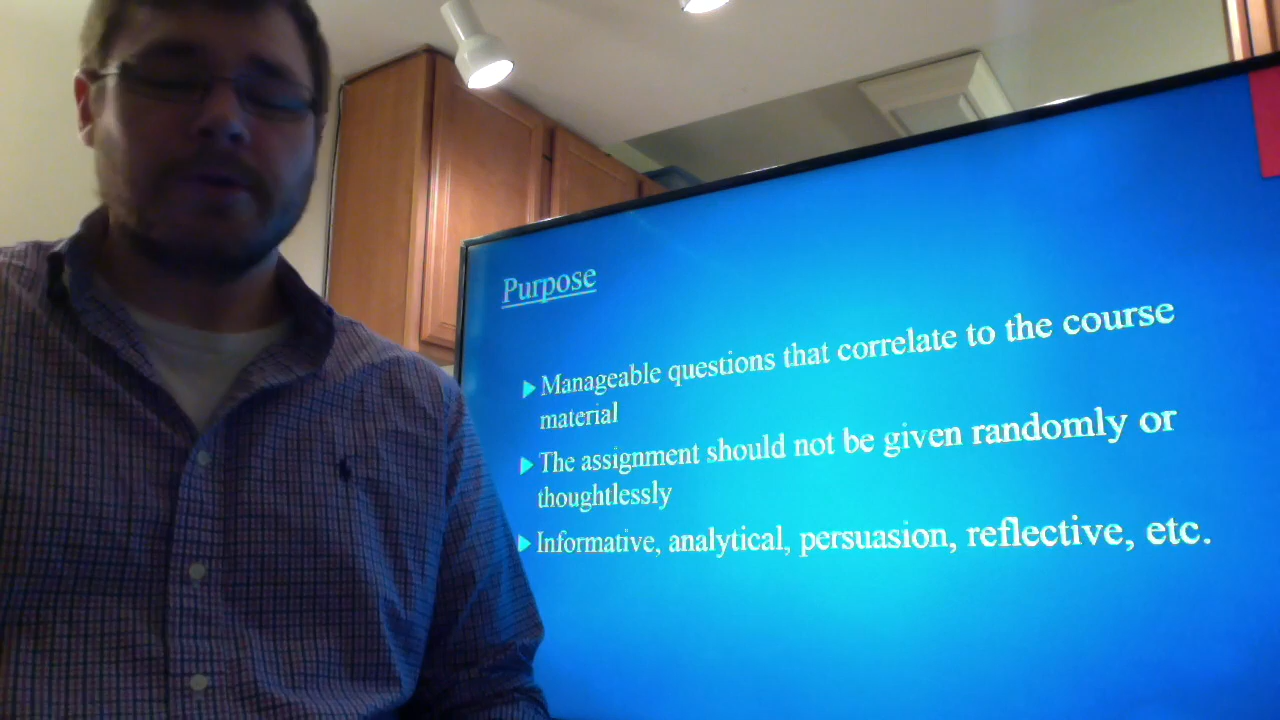 Purpose
Manageable questions that correlate to the course
material
The assignment should not be given randomly or
thoughtlessly
Informative, analytical, persuasion, reflective, etc.